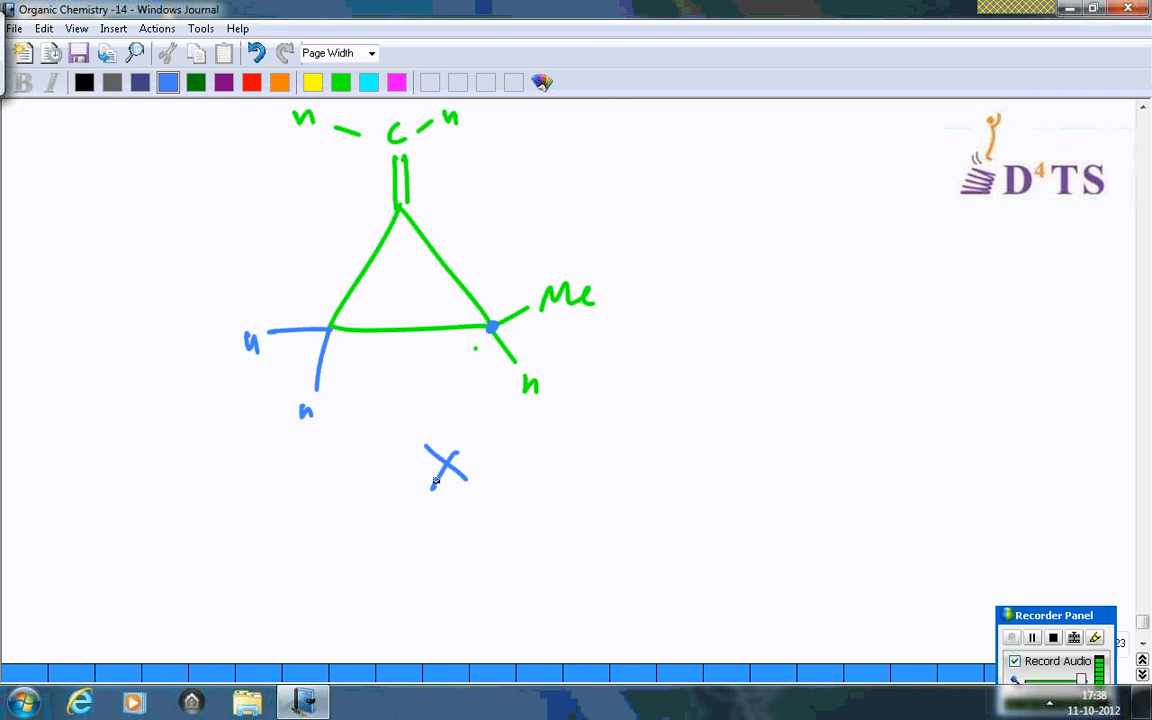 Organic Chemistry -14 - Windows Journal
File Edit View Insert Actions Tools Help
Page Width
B I
n C n
D4TS
Me
n
n
X
Recorder Panel
23
Record Audio
17:38
11-10-2012